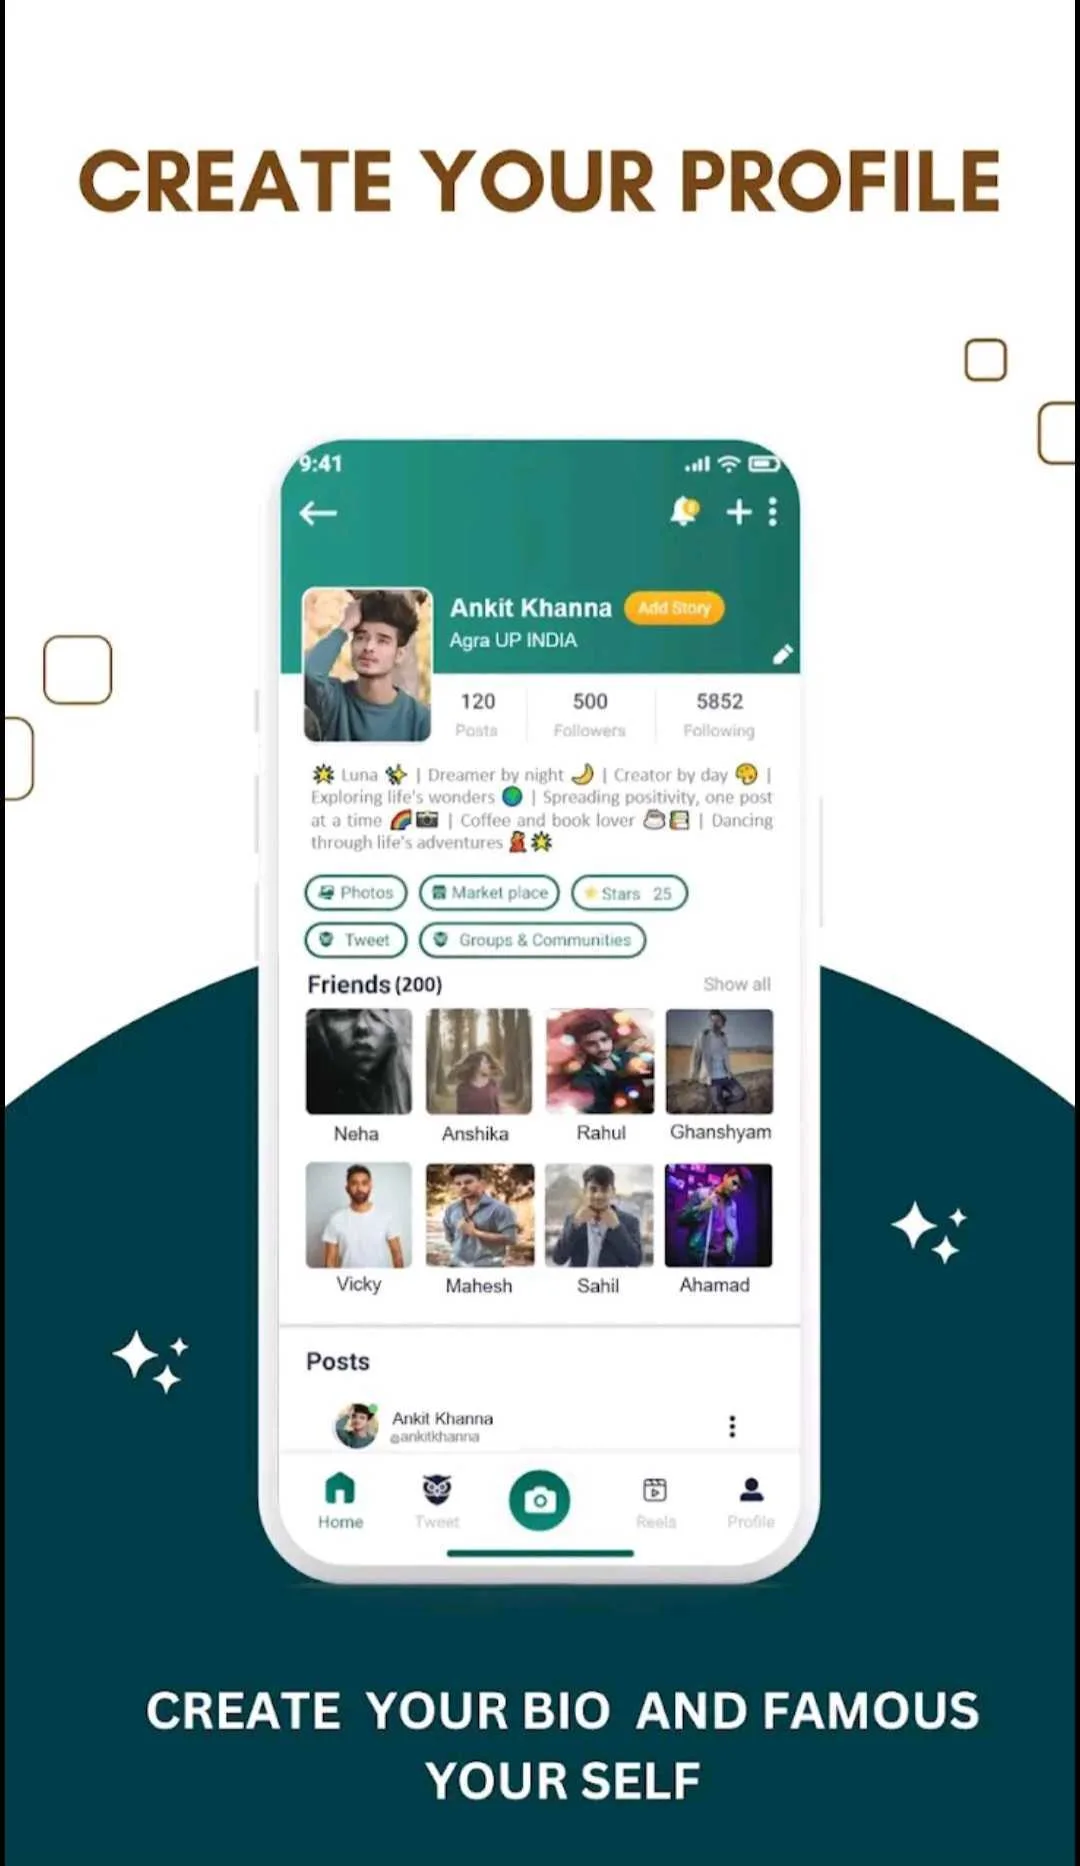 CREATE YOUR PROFILE
9:41
Ankit Khanna
Add Story
Agra UP INDIA
120 500 5852
Posts Followers Following
🌟 Luna ✨ | Dreamer by night 🌙 | Creator by day 🎨 |
Exploring life's wonders 🌍 | Spreading positivity, one post
at a time 🌈📸 | Coffee and book lover ☕📚 | Dancing
through life's adventures 💃🌟
Photos Market place Stars 25
Tweet Groups & Communities
Friends (200) Show all
Neha Anshika Rahul Ghanshyam
Vicky Mahesh Sahil Ahamad
Posts
Ankit Khanna
@ankitkhanna
Home Tweet Reels Profile
CREATE YOUR BIO AND FAMOUS
YOUR SELF